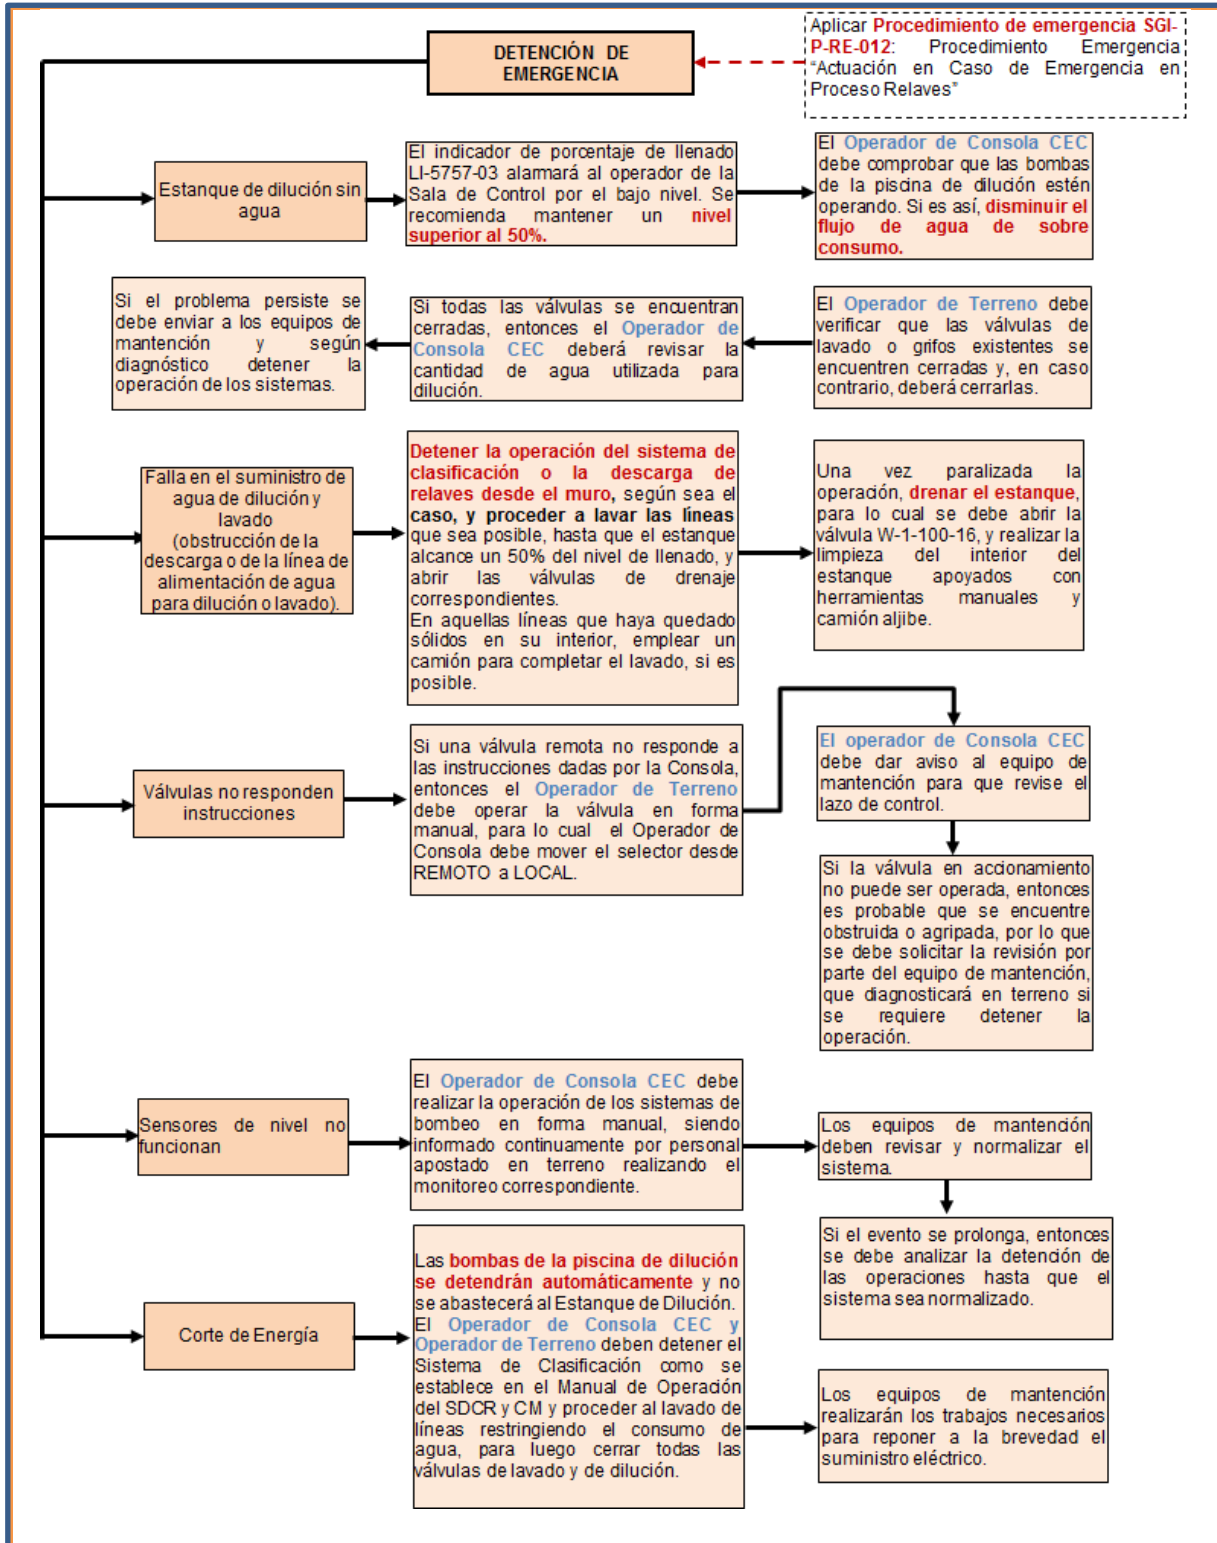 DETENCIÓN DE
EMERGENCIA
Aplicar Procedimiento de emergencia SGI-
P-RE-012: Procedimiento Emergencia
“Actuación en Caso de Emergencia en
Proceso Relaves”
Estanque de dilución sin
agua
El indicador de porcentaje de llenado
LI-5757-03 alamará al operador de la
Sala de Control por el bajo nivel. Se
recomienda mantener un nivel
superior al 50%.
El Operador de Consola CEC
debe comprobar que las bombas
de la piscina de dilución estén
operando. Si es así, disminuir el
flujo de agua de sobre
consumo.
El Operador de Terreno debe
verificar que las válvulas de
lavado o grifos existentes se
encuentren cerradas y, en caso
contrario, deberá cerrarlas.
Si todas las válvulas se encuentran
cerradas, entonces el Operador de
Consola CEC deberá revisar la
cantidad de agua utilizada para
dilución.
Si el problema persiste se
debe enviar a los equipos de
mantención y según
diagnóstico detener la
operación de los sistemas.
Falla en el suministro de
agua de dilución y
lavado
(obstrucción de la
descarga o de la línea de
alimentación de agua
para dilución o lavado).
Detener la operación del sistema de
clasificación o la descarga de
relaves desde el muro, según sea el
caso, y proceder a lavar las líneas
que sea posible, hasta que el estanque
alcance un 50% del nivel de llenado, y
abrir las válvulas de drenaje
correspondientes.
En aquellas líneas que haya quedado
sólidos en su interior, emplear un
camión para completar el lavado, si es
posible.
Una vez paralizada la
operación, drenar el estanque,
para lo cual se debe abrir la
válvula W-1-100-16, y realizar la
limpieza del interior del
estanque apoyados con
herramientas manuales y
camión aljibe.
Válvulas no responden
instrucciones
Si una válvula remota no responde a
las instrucciones dadas por la Consola,
entonces el Operador de Terreno
debe operar la válvula en forma
manual, para lo cual el Operador de
Consola debe mover el selector desde
REMOTO a LOCAL.
El operador de Consola CEC
debe dar aviso al equipo de
mantención para que revise el
lazo de control.
Si la válvula en accionamiento
no puede ser operada, entonces
es probable que se encuentre
obstruida o agripada, por lo que
se debe solicitar la revisión por
parte del equipo de mantención,
que diagnosticará en terreno si
se requiere detener la
operación.
Sensores de nivel no
funcionan
El Operador de Consola CEC debe
realizar la operación de los sistemas de
bombeo en forma manual, siendo
informado continuamente por personal
apostado en terreno realizando el
monitoreo correspondiente.
Los equipos de mantención
deben revisar y normalizar el
sistema.
Si el evento se prolonga, entonces
se debe analizar la detención de
las operaciones hasta que el
sistema sea normalizado.
Corte de Energía
Las bombas de la piscina de dilución
se detendrán automáticamente y no
se abastecerá al Estanque de Dilución.
El Operador de Consola CEC y
Operador de Terreno deben detener el
Sistema de Clasificación como se
establece en el Manual de Operación
del SDCR y CM y proceder al lavado de
líneas restringiendo el consumo de
agua, para luego cerrar todas las
válvulas de lavado y de dilución.
Los equipos de mantención
realizarán los trabajos necesarios
para reponer a la brevedad el
suministro eléctrico.